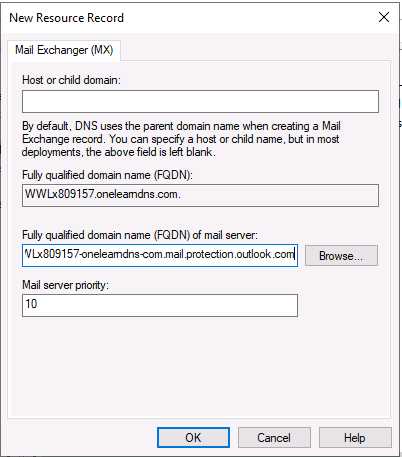 New Resource Record
Mail Exchanger (MX)
Host or child domain:
By default, DNS uses the parent domain name when creating a Mail
Exchange record. You can specify a host or child name, but in most
deployments, the above field is left blank.
Fully qualified domain name (FQDN):
WWLx809157.onelearndns.com.
Fully qualified domain name (FQDN) of mail server:
WLx809157-onelearndns-com.mail.protection.outlook.com
Browse...
Mail server priority:
10
OK
Cancel
Help